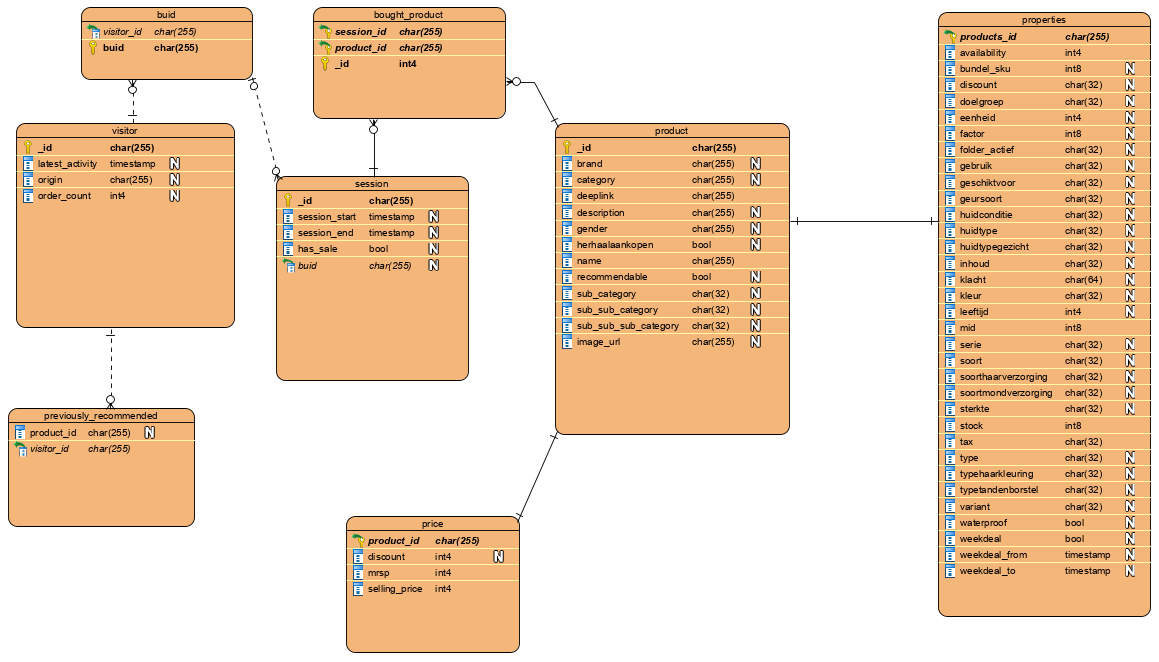 buid
visitor_id char(255)
buid char(255)
bought_product
session_id char(255)
product_id char(255)
_id int4
visitor
_id char(255)
latest_activity timestamp N
origin char(255) N
order_count int4 N
session
_id char(255)
session_start timestamp N
session_end timestamp N
has_sale bool N
buid char(255) N
previously_recommended
product_id char(255) N
visitor_id char(255)
product
_id char(255)
brand char(255) N
category char(255) N
deeplink char(255)
description char(255) N
gender char(255) N
herhaalaankopen bool N
name char(255)
recommendable bool N
sub_category char(32) N
sub_sub_category char(32) N
sub_sub_sub_category char(32) N
image_url char(255) N
price
product_id char(255)
discount int4 N
mrsp int4
selling_price int4
properties
products_id char(255)
availability int4
bundel_sku int8 N
discount char(32) N
doelgroep char(32) N
eenheid int4 N
factor int8 N
folder_actief char(32) N
gebruik char(32) N
geschiktvoor char(32) N
geursoort char(32) N
huidconditie char(32) N
huidtype char(32) N
huidtypegezicht char(32) N
inhoud char(32) N
klacht char(64) N
kleur char(32) N
leeftijd int4 N
mid int8
serie char(32) N
soort char(32) N
soorthaarverzorging char(32) N
soortmondverzorging char(32) N
sterkte char(32) N
stock int8
tax char(32)
type char(32) N
typehaarkleuring char(32) N
typetandenborstel char(32) N
variant char(32) N
waterproof bool N
weekdeal bool N
weekdeal_from timestamp N
weekdeal_to timestamp N